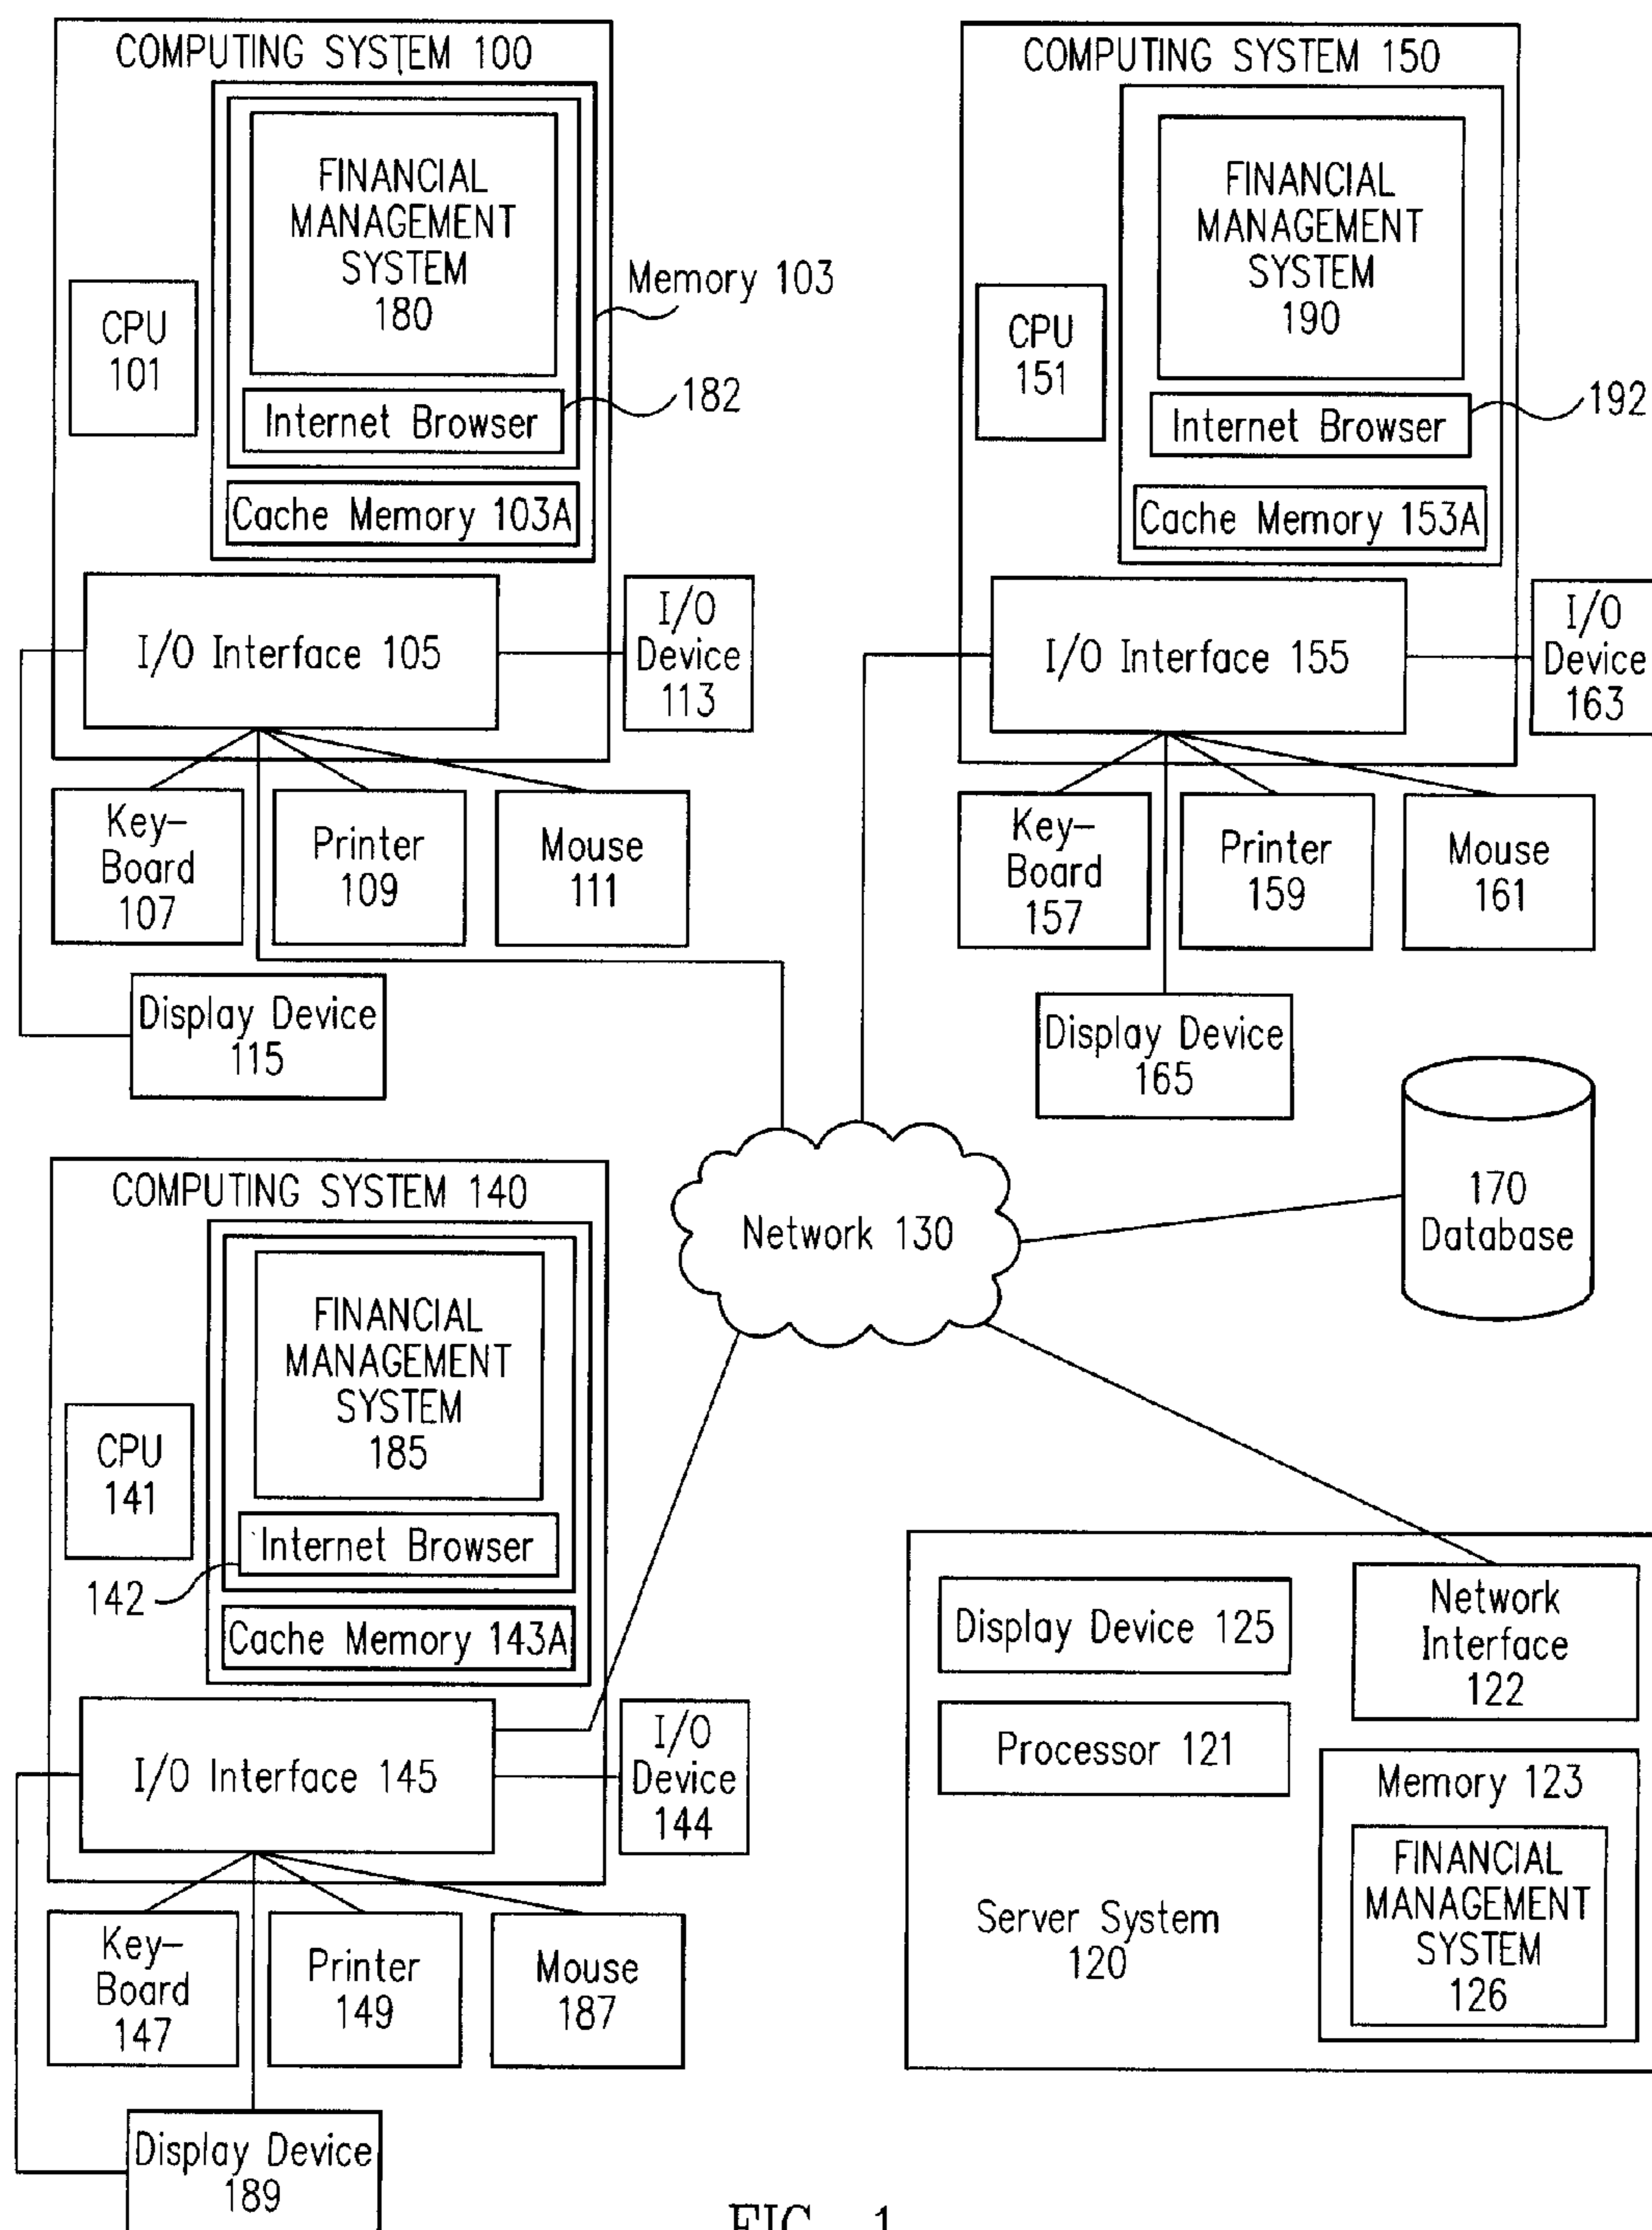 COMPUTING SYSTEM 100
FINANCIAL
MANAGEMENT
SYSTEM
180
Memory 103
CPU
101
182
Internet Browser
Cache Memory 103A
I/O Interface 105
I/O
Device
113
Key-
Board
107
Printer
109
Mouse
111
Display Device
115
COMPUTING SYSTEM 150
FINANCIAL
MANAGEMENT
SYSTEM
190
CPU
151
192
Internet Browser
Cache Memory 153A
I/O Interface 155
I/O
Device
163
Key-
Board
157
Printer
159
Mouse
161
Display Device
165
Network 130
170
Database
COMPUTING SYSTEM 140
FINANCIAL
MANAGEMENT
SYSTEM
185
CPU
141
Internet Browser
142
Cache Memory 143A
I/O Interface 145
I/O
Device
144
Key-
Board
147
Printer
149
Mouse
187
Display Device
189
Display Device 125
Network
Interface
122
Processor 121
Memory 123
FINANCIAL
MANAGEMENT
SYSTEM
126
Server System
120
FIG. 1